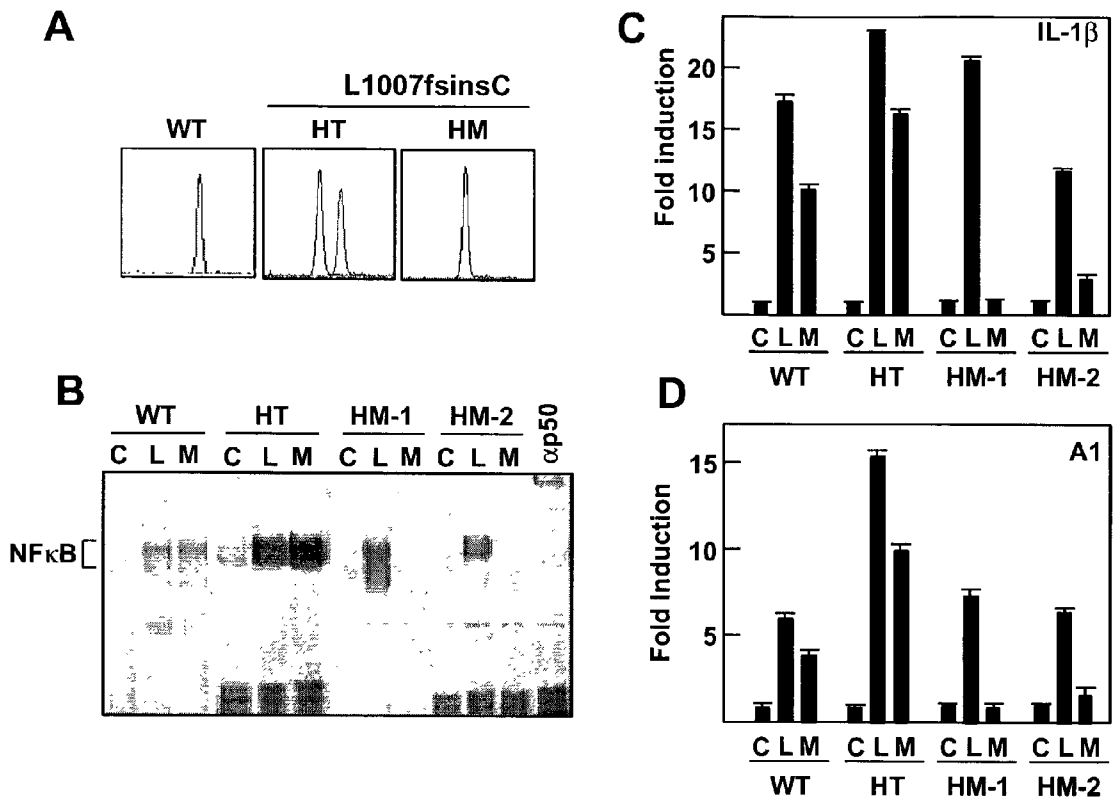 A
L1007fsinsC
WT HT HM
B
WT HT HM-1 HM-2 αp50
C L M C L M C L M C L M
NFκB
C
IL-1β
Fold induction
20
15
10
5
C L M C L M C L M C L M
WT HT HM-1 HM-2
D
A1
Fold Induction
15
10
5
C L M C L M C L M C L M
WT HT HM-1 HM-2